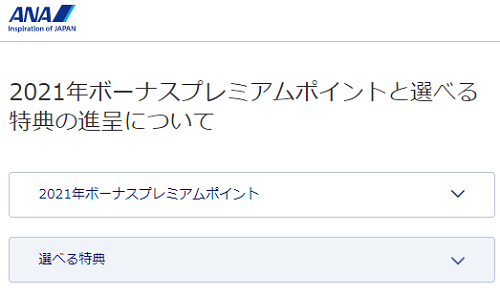 ANA
Inspiration of JAPAN
2021年ボーナスプレミアムポイントと選べる
特典の進呈について
2021年ボーナスプレミアムポイント
選べる特典